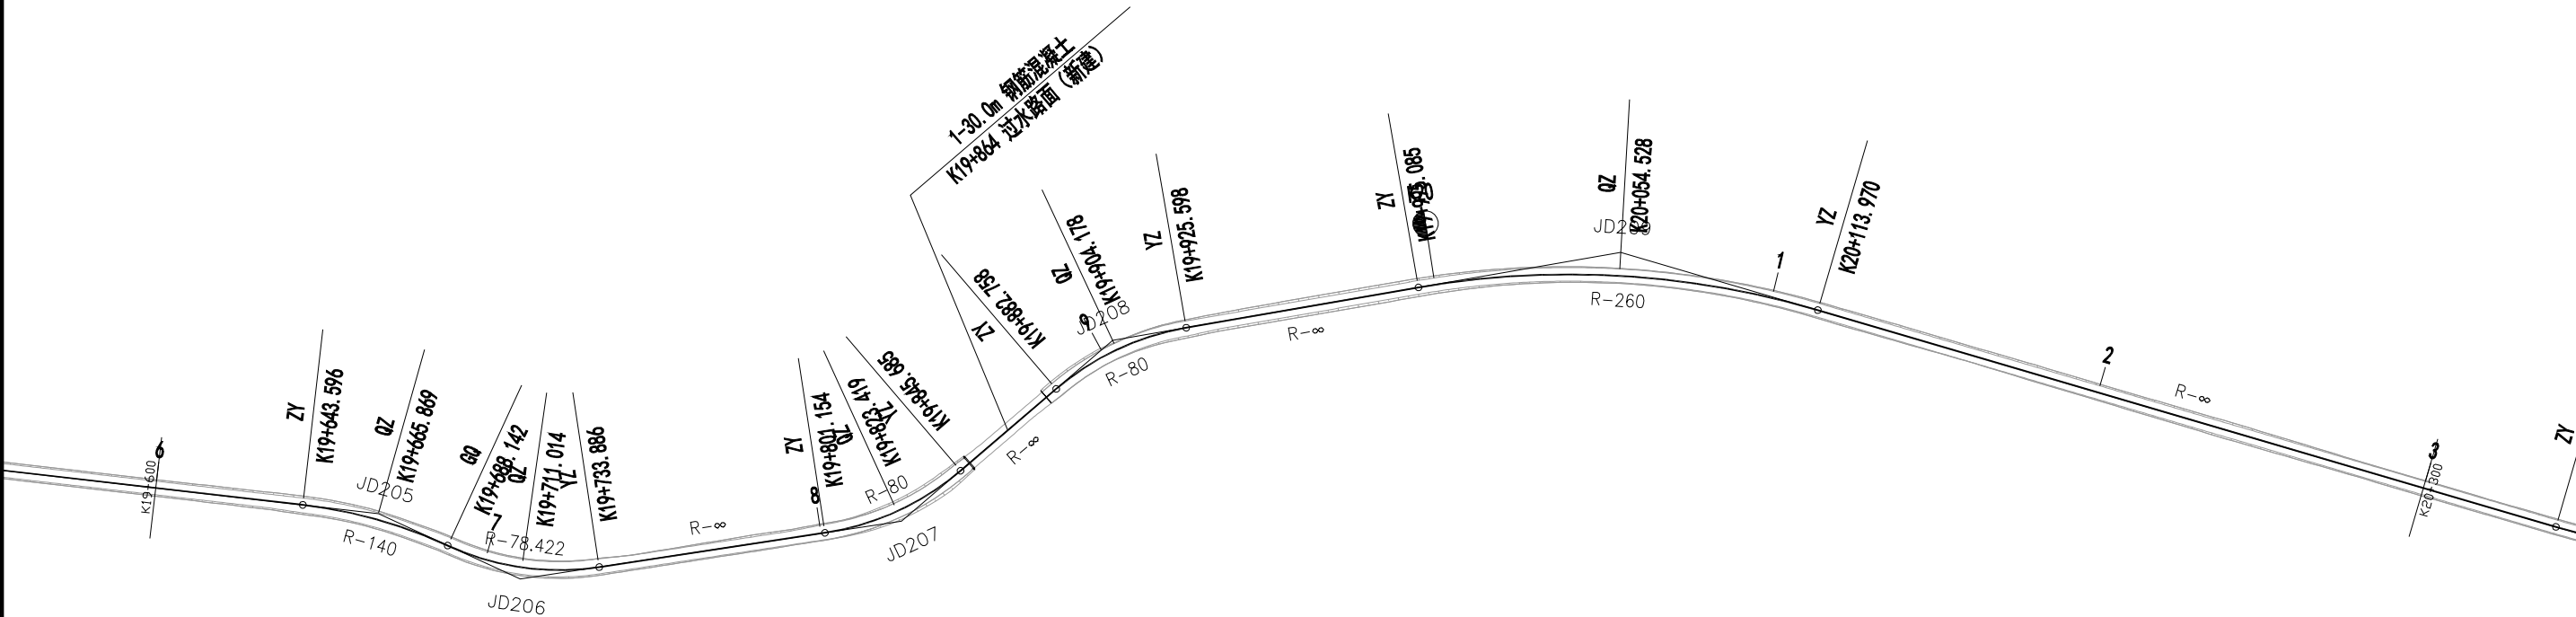 6
K19+600
ZY
K19+643.596
QZ
K19+665.869
JD205
R-140
GQ
K19+688.142
7
QZ
K19+711.014
R-78.422
JD206
YZ
K19+733.886
R-∞
ZY
K19+801.154
8
QZ
K19+823.419
R-80
JD207
YZ
K19+845.685
R-∞
1-30.0m 钢筋混凝土
K19+864 过水路面 (新建)
ZY
K19+882.758
QZ
K19+904.178
9
JD208
R-80
YZ
K19+925.598
R-∞
ZY
QZ
K20+054.528
R-260
1
YZ
K20+113.970
2
R-∞
3
K20+300
ZY